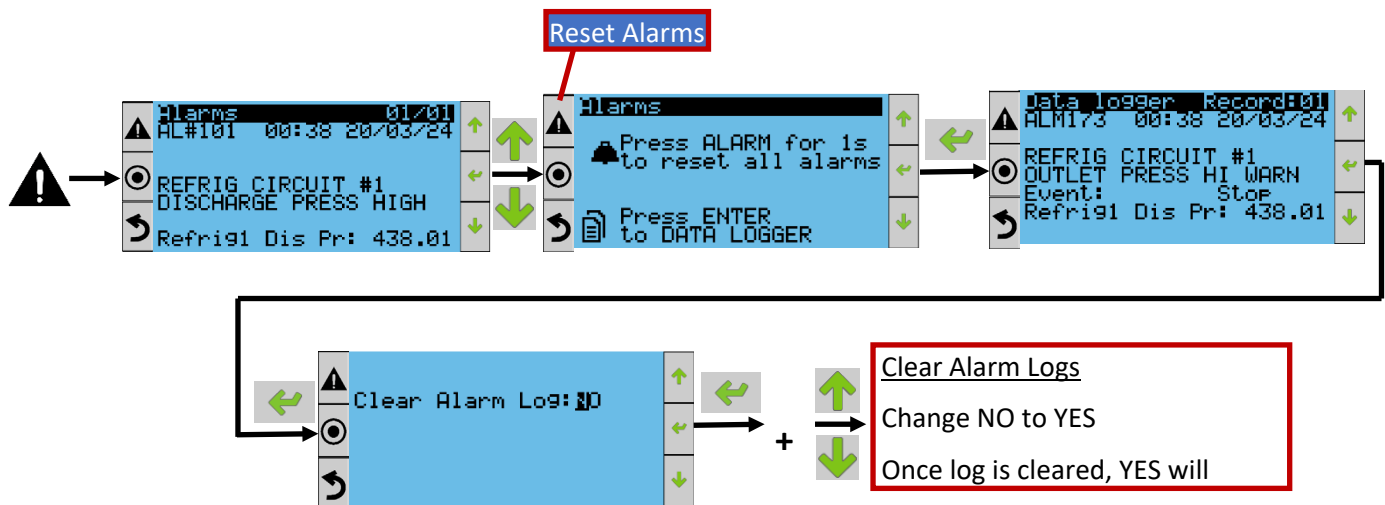 Reset Alarms
Alarms 01/01
AL#101 00:38 20/03/24
REFRIG CIRCUIT #1
DISCHARGE PRESS HIGH
Refrig1 Dis Pr: 438.01
Alarms
Press ALARM for 1s
to reset all alarms
Press ENTER
to DATA LOGGER
Data logger Record:01
ALM173 00:38 20/03/24
REFRIG CIRCUIT #1
OUTLET PRESS HI WARN
Event: Stop
Refrig1 Dis Pr: 438.01
Clear Alarm Log: NO
+
Clear Alarm Logs
Change NO to YES
Once log is cleared, YES will